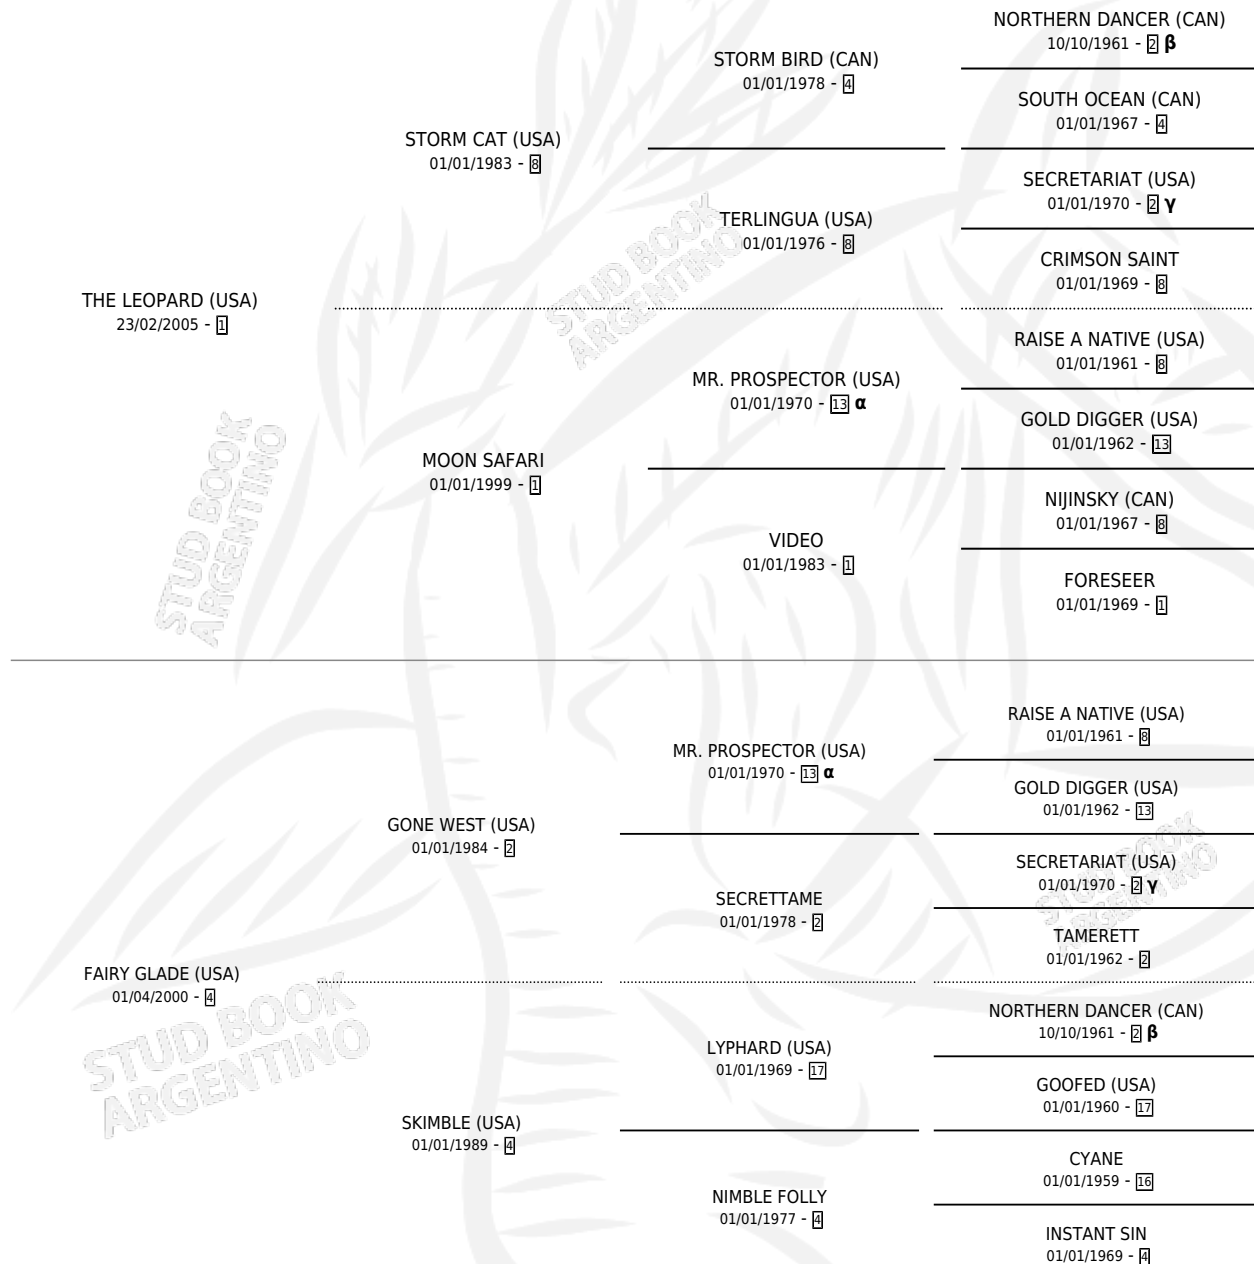 NORTHERN DANCER (CAN)
10/10/1961 - 2 β
STORM BIRD (CAN)
01/01/1978 - 4
SOUTH OCEAN (CAN)
01/01/1967 - 4
STORM CAT (USA)
01/01/1983 - 8
SECRETARIAT (USA)
01/01/1970 - 2 γ
TERLINGUA (USA)
01/01/1976 - 8
CRIMSON SAINT
01/01/1969 - 8
THE LEOPARD (USA)
23/02/2005 - 1
RAISE A NATIVE (USA)
01/01/1961 - 8
MR. PROSPECTOR (USA)
01/01/1970 - 13 α
GOLD DIGGER (USA)
01/01/1962 - 13
MOON SAFARI
01/01/1999 - 1
NIJINSKY (CAN)
01/01/1967 - 8
VIDEO
01/01/1983 - 1
FORESEER
01/01/1969 - 1
STUD BOOK
ARGENTINO
STUD BOOK
ARGENTINO
RAISE A NATIVE (USA)
01/01/1961 - 8
MR. PROSPECTOR (USA)
01/01/1970 - 13 α
GOLD DIGGER (USA)
01/01/1962 - 13
GONE WEST (USA)
01/01/1984 - 2
SECRETARIAT (USA)
01/01/1970 - 2 γ
SECRETTAME
01/01/1978 - 2
TAMERETT
01/01/1962 - 2
FAIRY GLADE (USA)
01/04/2000 - 4
NORTHERN DANCER (CAN)
10/10/1961 - 2 β
LYPHARD (USA)
01/01/1969 - 17
GOOFED (USA)
01/01/1960 - 17
SKIMBLE (USA)
01/01/1989 - 4
CYANE
01/01/1959 - 16
NIMBLE FOLLY
01/01/1977 - 4
INSTANT SIN
01/01/1969 - 4
STUD BOOK
ARGENTINO
STUD BOOK
ARGENTINO